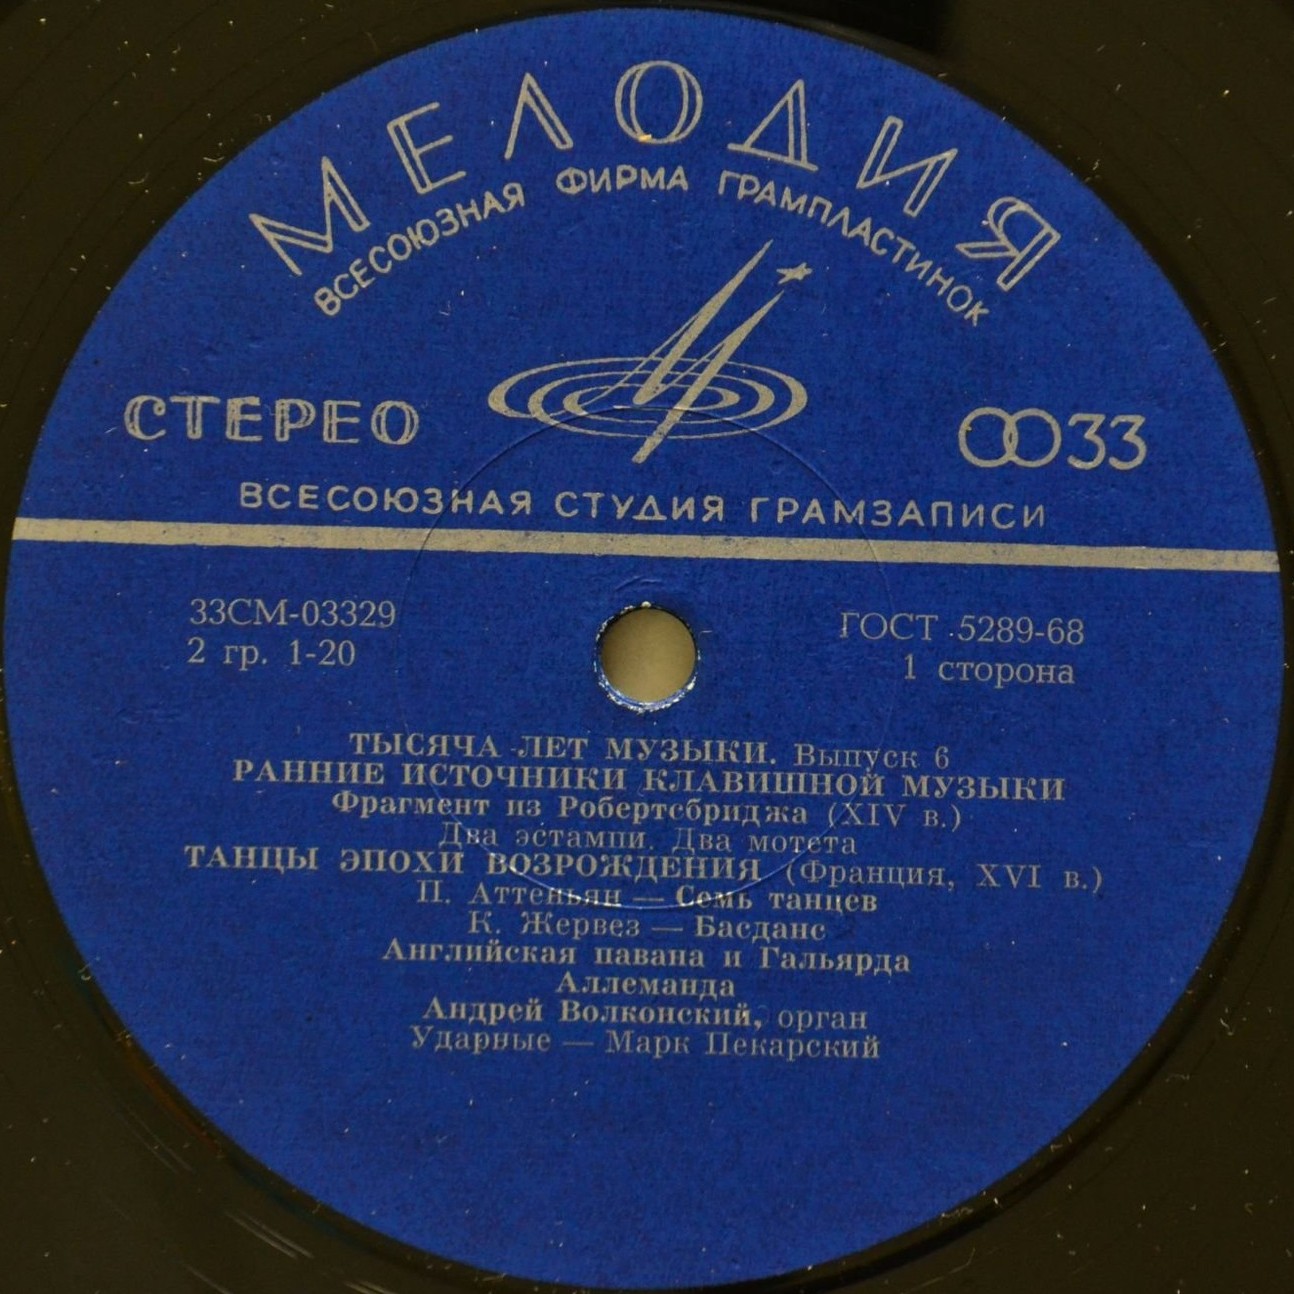 МЕЛОДИЯ
ВСЕСОЮЗНАЯ ФИРМА ГРАМПЛАСТИНОК
СТЕРЕО
33
ВСЕСОЮЗНАЯ СТУДИЯ ГРАМЗАПИСИ
33СМ-03329
ГОСТ 5289-68
2 гр. 1-20
1 сторона
ТЫСЯЧА ЛЕТ МУЗЫКИ. Выпуск 6
РАННИЕ ИСТОЧНИКИ КЛАВИШНОЙ МУЗЫКИ
Фрагмент из Робертсбриджа (XIV в.)
Два эстампи. Два мотета
ТАНЦЫ ЭПОХИ ВОЗРОЖДЕНИЯ (Франция, XVI в.)
П. Аттеньян — Семь танцев
К. Жервез — Басданс
Английская павана и Гальярда
Аллеманда
Андрей Волконский, орган
Ударные — Марк Пекарский